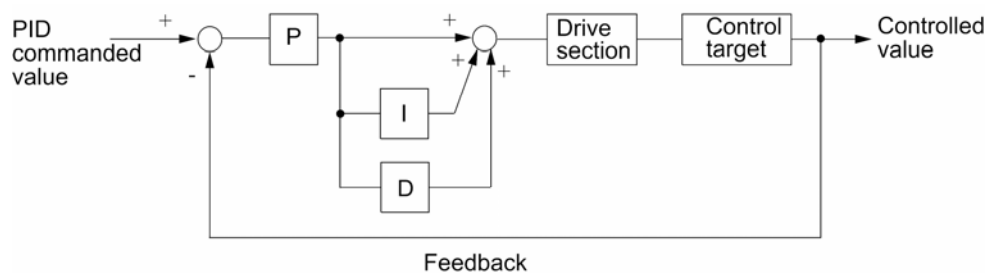 PID
commanded
value
+
-
P
+
+
+
I
D
Drive
section
Control
target
Controlled
value
Feedback